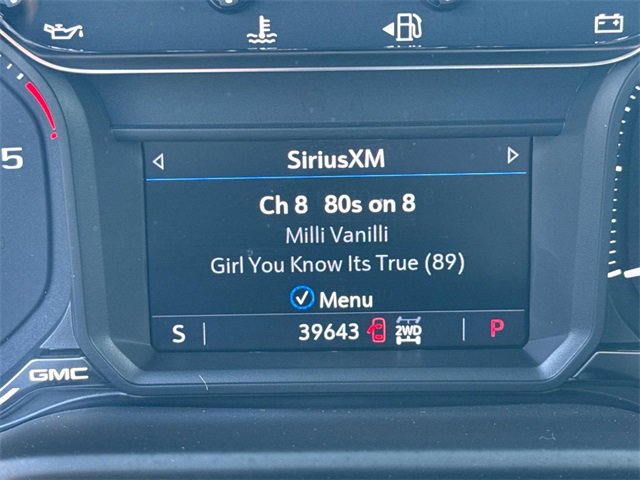 5
SiriusXM
Ch 8 80s on 8
Milli Vanilli
Girl You Know Its True (89)
Menu
S 39643 2WD P
GMC